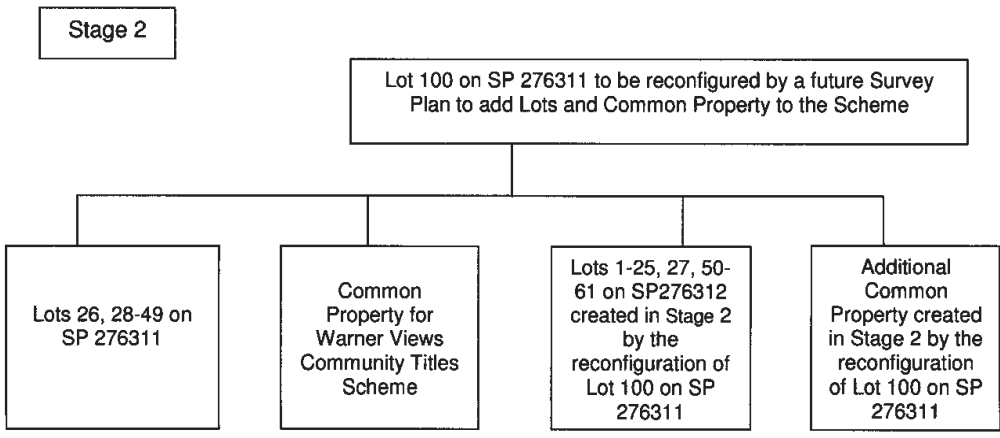 Stage 2
Lot 100 on SP 276311 to be reconfigured by a future Survey
Plan to add Lots and Common Property to the Scheme
Lots 26, 28-49 on
SP 276311
Common
Property for
Warner Views
Community Titles
Scheme
Lots 1-25, 27, 50-
61 on SP276312
created in Stage 2
by the
reconfiguration of
Lot 100 on SP
276311
Additional
Common
Property created
in Stage 2 by the
reconfiguration
of Lot 100 on SP
276311